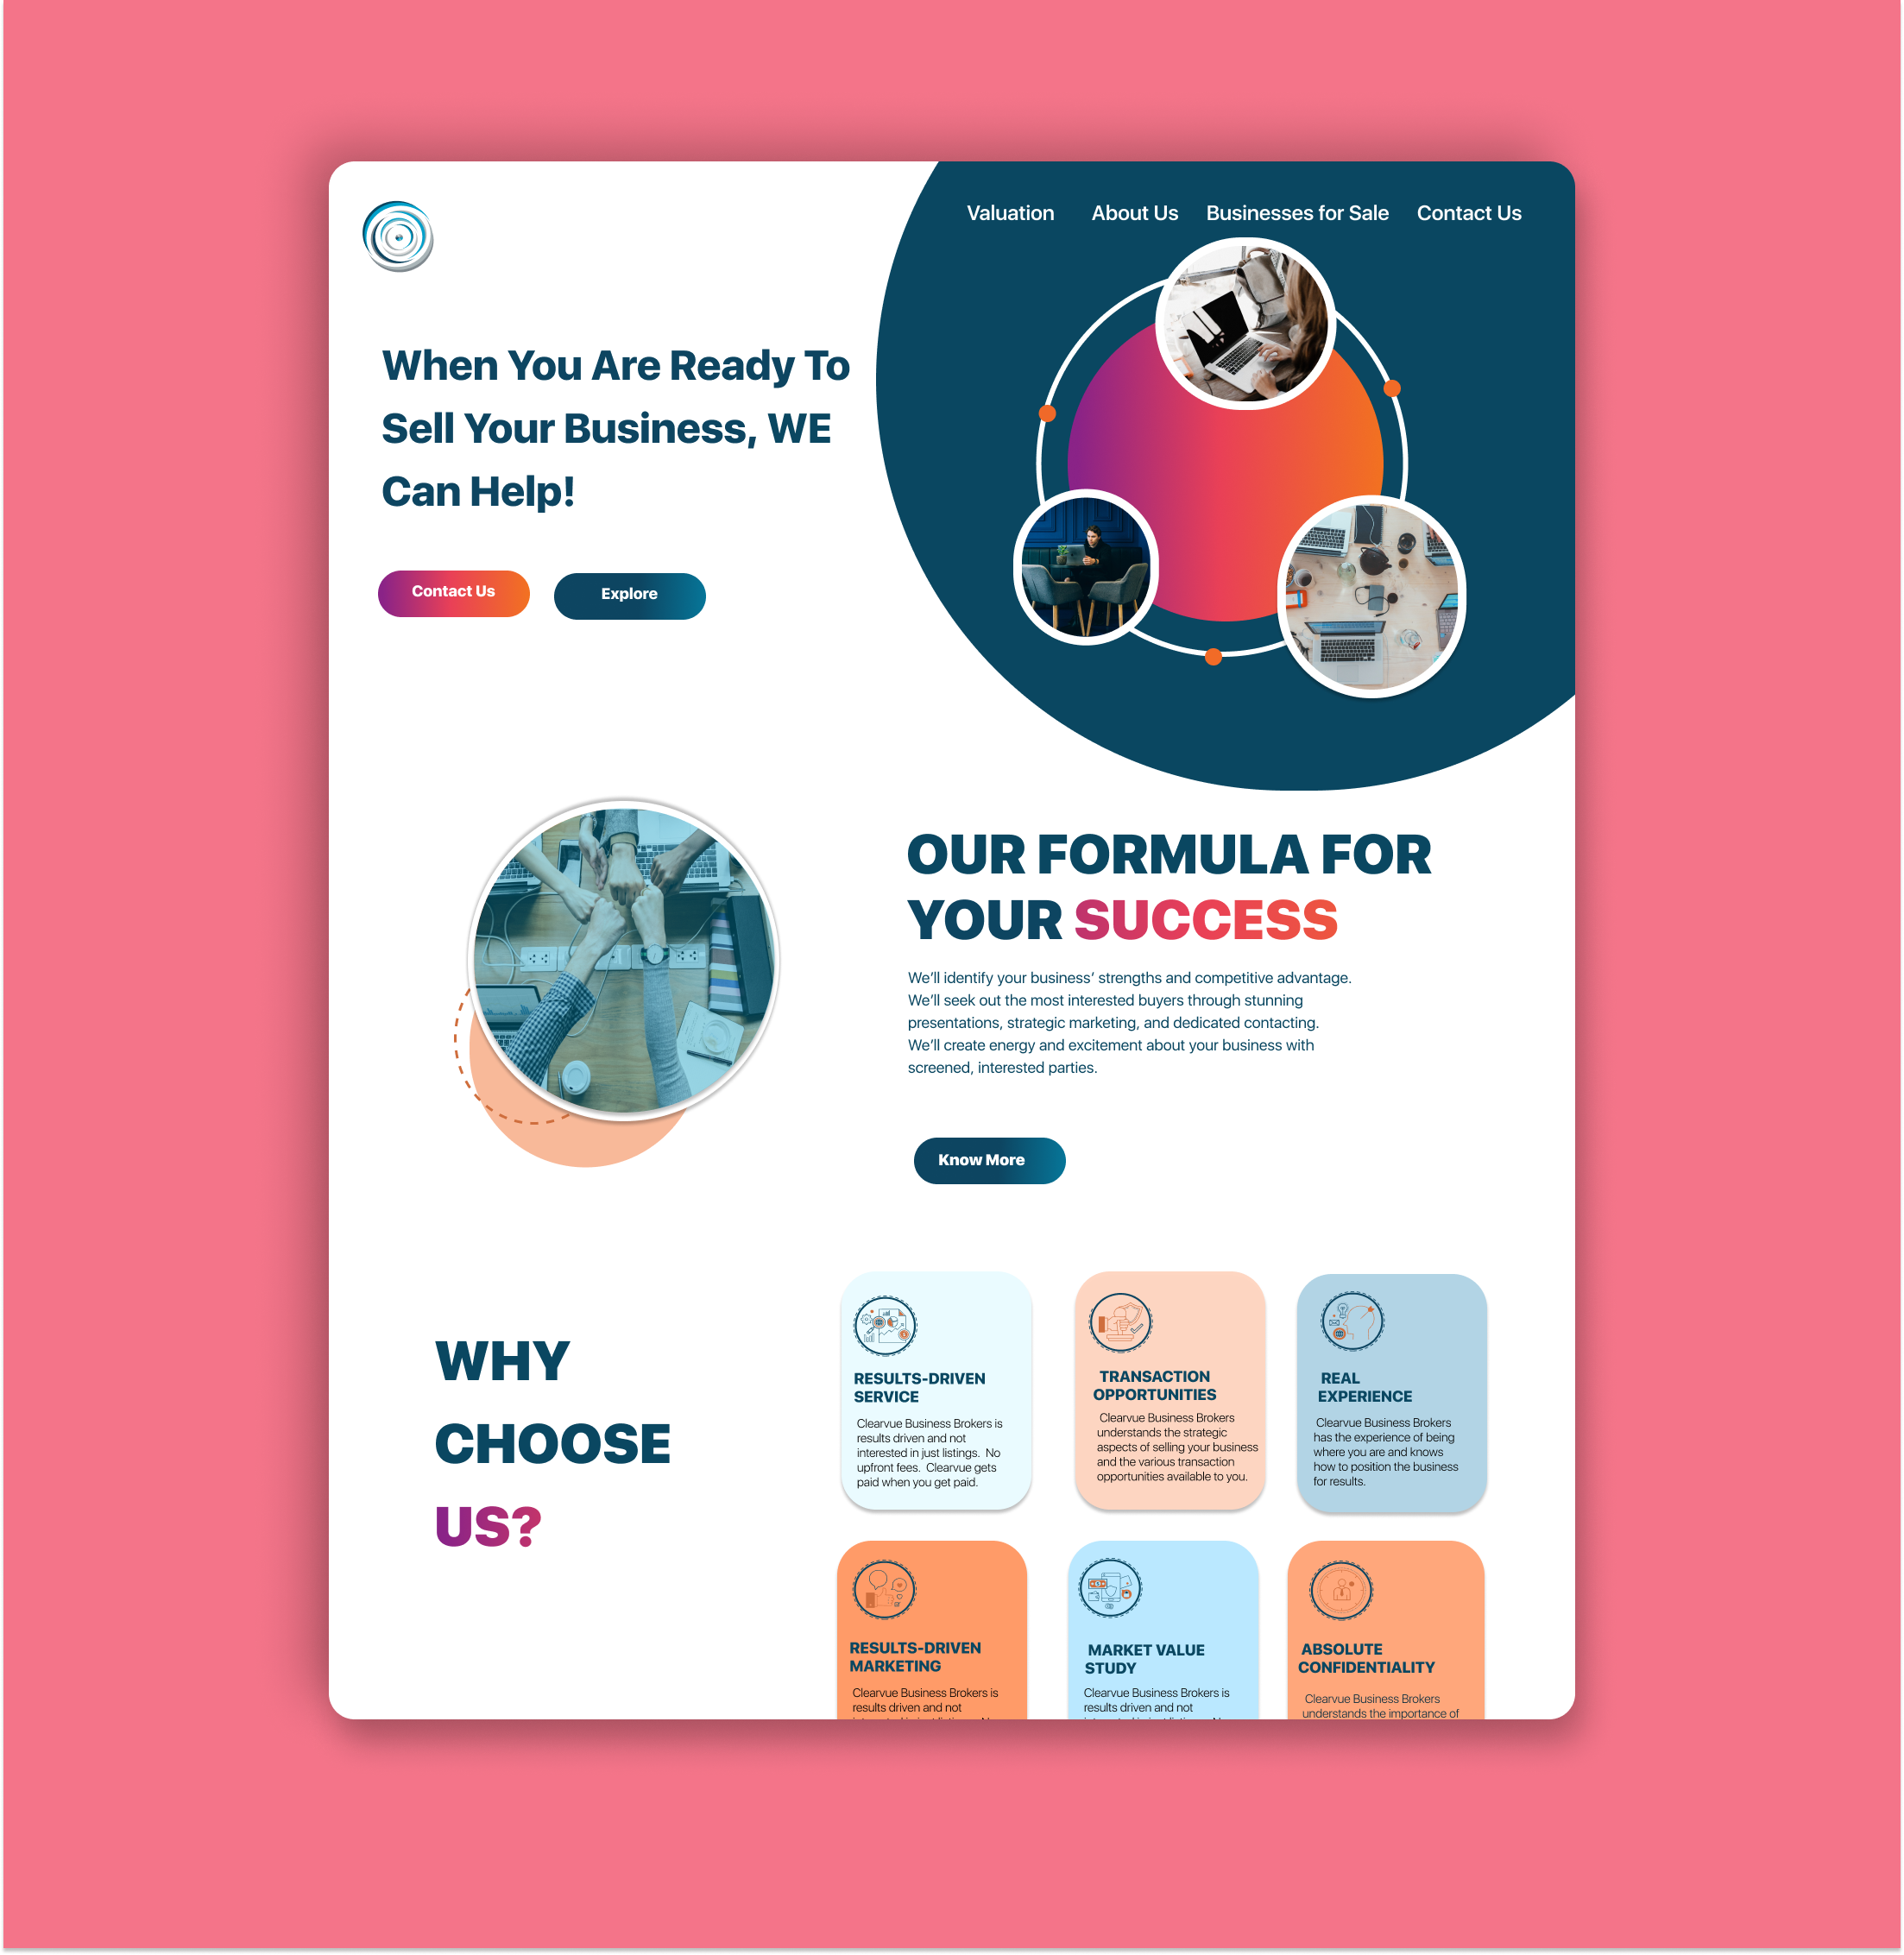 Valuation About Us Businesses for Sale Contact Us
When You Are Ready To
Sell Your Business, WE
Can Help!
Contact Us
Explore
OUR FORMULA FOR
YOUR SUCCESS
We'll identify your business' strengths and competitive advantage.
We'll seek out the most interested buyers through stunning
presentations, strategic marketing, and dedicated contacting.
We'll create energy and excitement about your business with
screened, interested parties.
Know More
WHY
CHOOSE
US?
RESULTS-DRIVEN
SERVICE
Clearvue Business Brokers is
results driven and not
interested in just listings. No
upfront fees. Clearvue gets
paid when you get paid.
TRANSACTION
OPPORTUNITIES
Clearvue Business Brokers
understands the strategic
aspects of selling your business
and the various transaction
opportunities available to you.
REAL
EXPERIENCE
Clearvue Business Brokers
has the experience of being
where you are and knows
how to position the business
for results.
RESULTS-DRIVEN
MARKETING
Clearvue Business Brokers is
results driven and not
MARKET VALUE
STUDY
Clearvue Business Brokers is
results driven and not
ABSOLUTE
CONFIDENTIALITY
Clearvue Business Brokers
understands the importance of